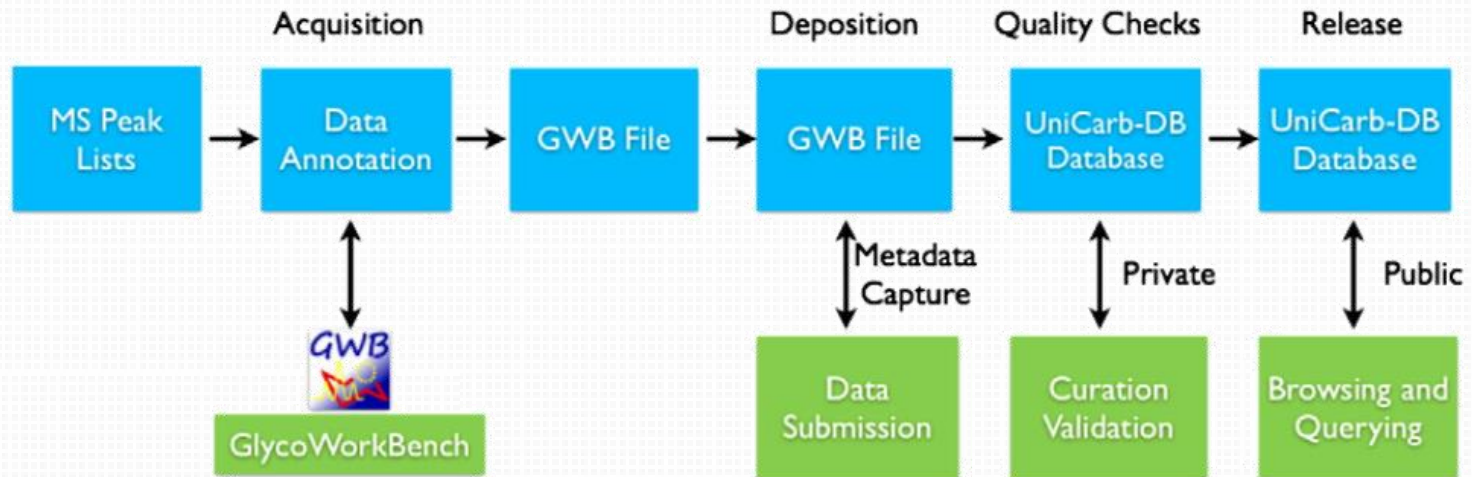 Acquisition
Deposition
Quality Checks
Release
MS Peak
Lists
Data
Annotation
GWB File
GWB File
UniCarb-DB
Database
UniCarb-DB
Database
Metadada
Capture
Private
Public
GWB
GlycoWorkBench
Data
Submission
Curation
Validation
Browsing and
Querying